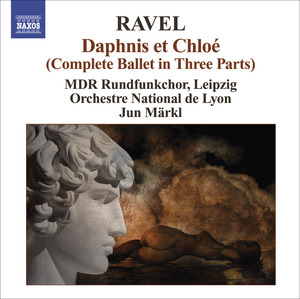 NAXOS
RAVEL
Daphnis et Chloé
(Complete Ballet in Three Parts)
MDR Rundfunkchor, Leipzig
Orchestre National de Lyon
Jun Märkl